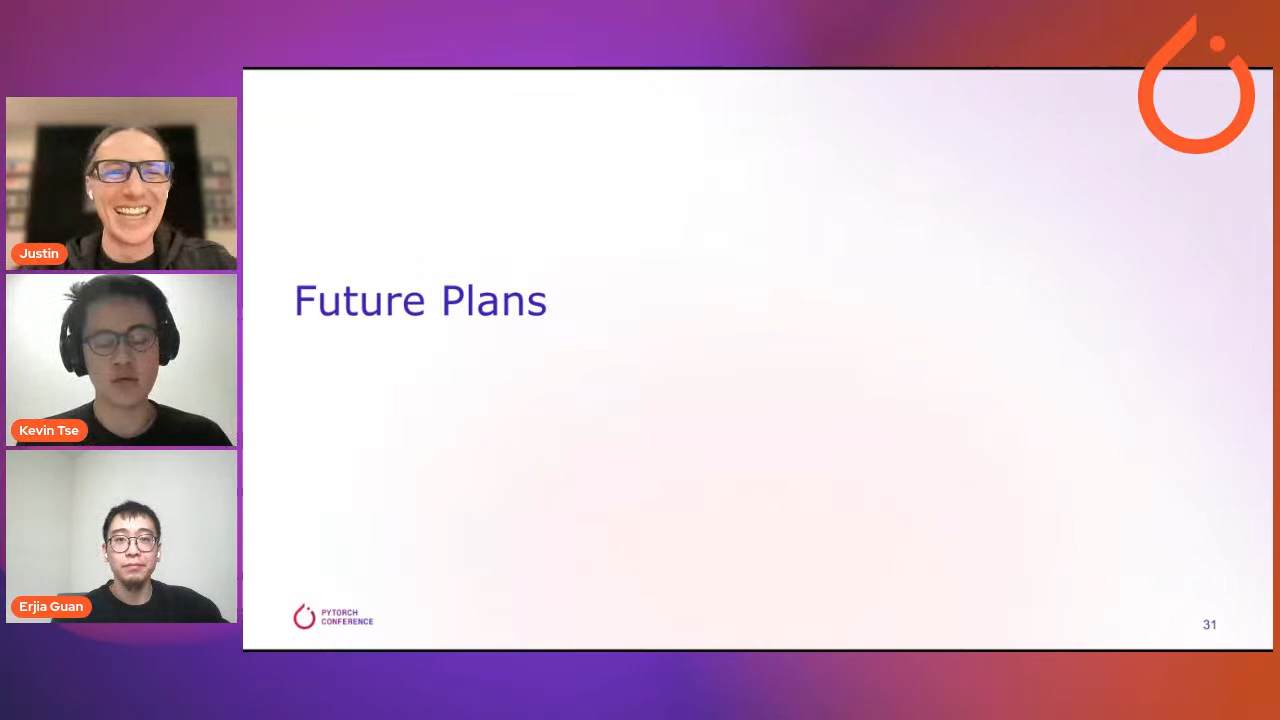 Justin
Kevin Tse
Erjia Guan
Future Plans
PYTORCH
CONFERENCE
31